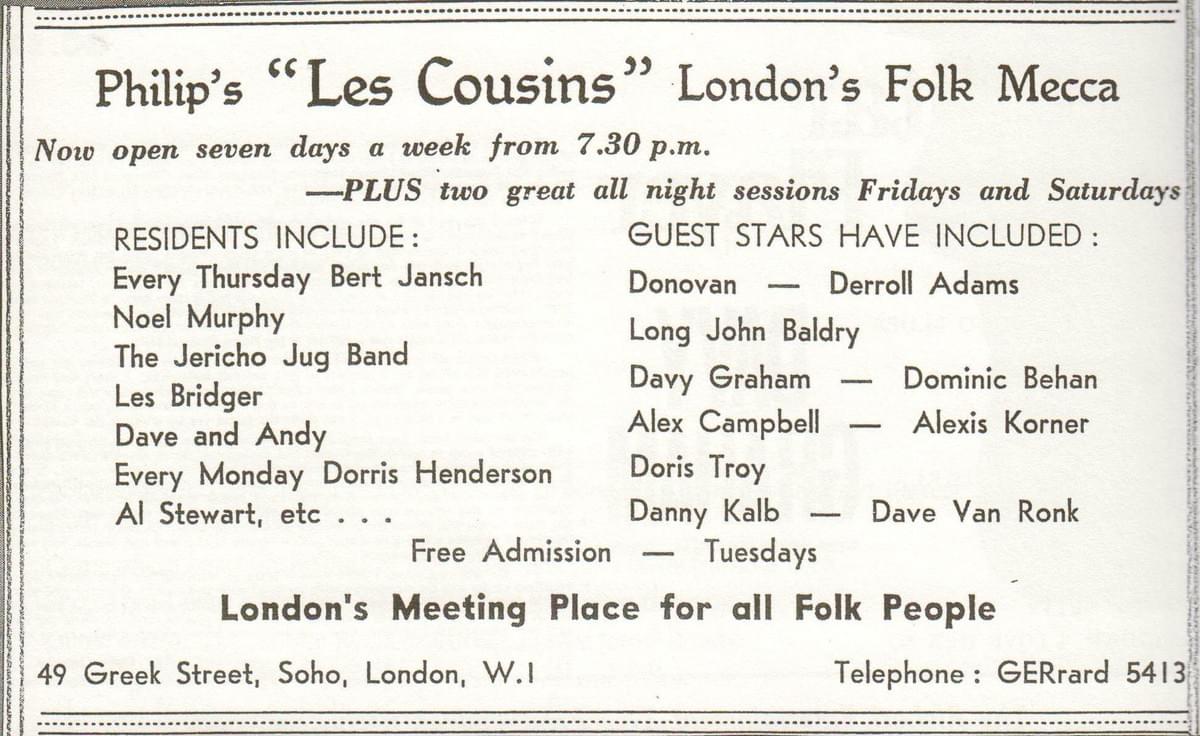 Philip's "Les Cousins" London's Folk Mecca
Now open seven days a week from 7.30 p.m.
—PLUS two great all night sessions Fridays and Saturdays
RESIDENTS INCLUDE:
Every Thursday Bert Jansch
Noel Murphy
The Jericho Jug Band
Les Bridger
Dave and Andy
Every Monday Dorris Henderson
Al Stewart, etc . . .
GUEST STARS HAVE INCLUDED :
Donovan — Derroll Adams
Long John Baldry
Davy Graham — Dominic Behan
Alex Campbell — Alexis Korner
Doris Troy
Danny Kalb — Dave Van Ronk
Free Admission — Tuesdays
London's Meeting Place for all Folk People
49 Greek Street, Soho, London, W.1
Telephone : GERrard 5413